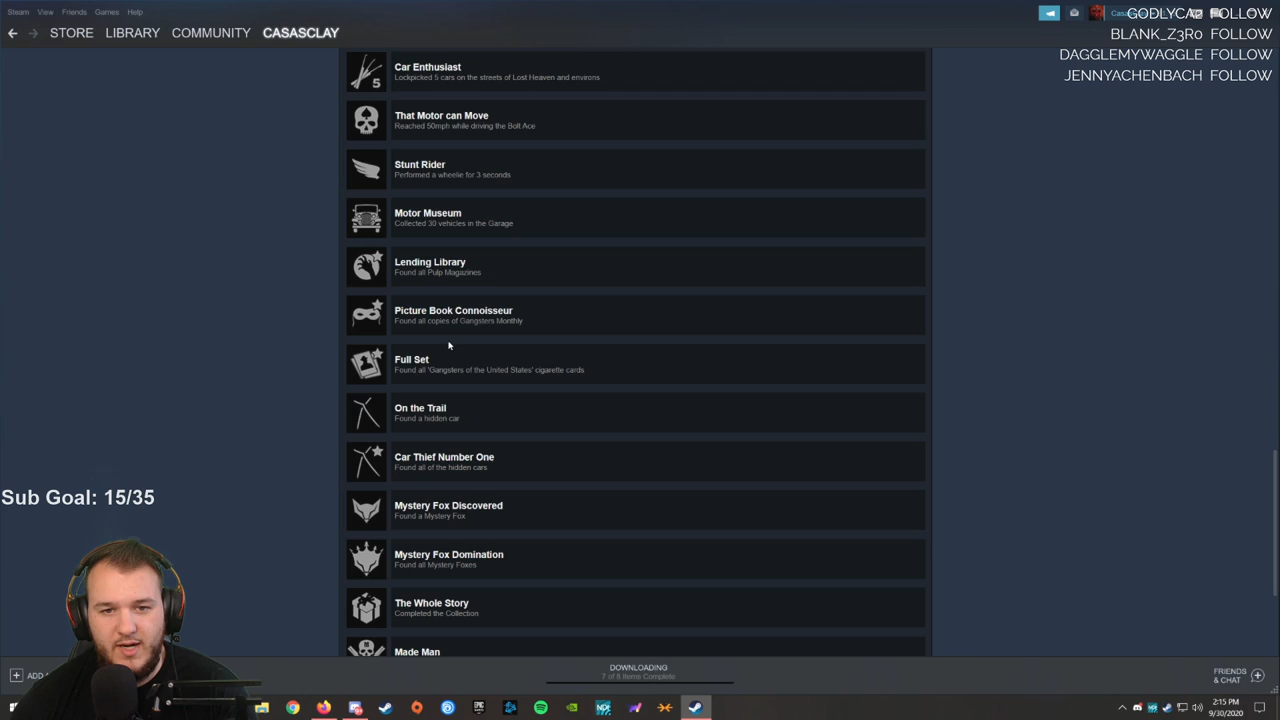 Steam View Friends Games Help
GODLYCAB FOLLOW
STORE LIBRARY COMMUNITY CASASCLAY
BLANK_Z3R0 FOLLOW
DAGGLEMYWAGGLE FOLLOW
JENNYACHENBACH FOLLOW
Car Enthusiast
Lockpicked 5 cars on the streets of Lost Heaven and environs
5
That Motor can Move
Reached 50mph while driving the Bolt Ace
Stunt Rider
Performed a wheelie for 3 seconds
Motor Museum
Collected 30 vehicles in the Garage
Lending Library
Found all Pulp Magazines
Picture Book Connoisseur
Found all copies of Gangsters Monthly
Full Set
Found all 'Gangsters of the United States' cigarette cards
On the Trail
Found a hidden car
Car Thief Number One
Found all of the hidden cars
Sub Goal: 15/35
Mystery Fox Discovered
Found a Mystery Fox
Mystery Fox Domination
Found all Mystery Foxes
The Whole Story
Completed the Collection
Made Man
DOWNLOADING
7 of 8 Items Complete
ADD
FRIENDS
& CHAT
2:15 PM
9/30/2020